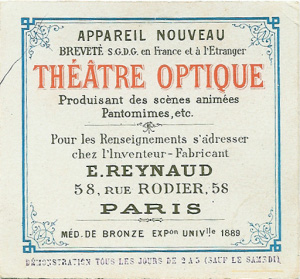 APPAREIL NOUVEAU
BREVETÉ S.G.D.G. en France et à l'Etranger
THÉÂTRE OPTIQUE
Produisant des scènes animées
Pantomimes, etc.
Pour les Renseignements s'adresser
chez l'Inventeur-Fabricant
E. REYNAUD
58, RUE RODIER, 58
PARIS
MÉD. DE BRONZE EXPon UNIVlle 1889
DÉMONSTRATION TOUS LES JOURS DE 2 A 5 (SAUF LE SAMEDI)